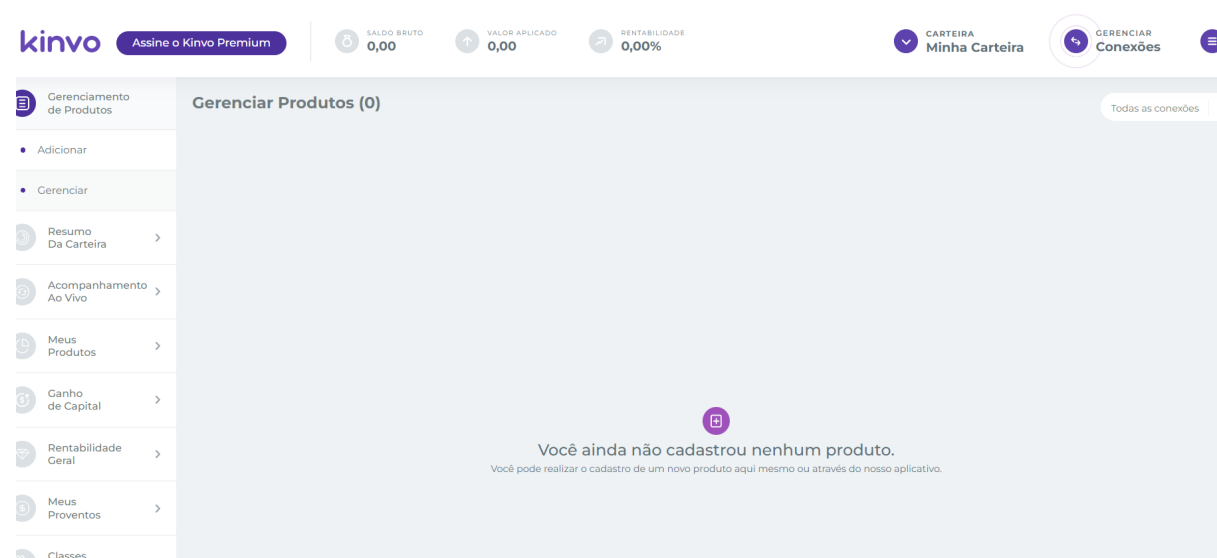 kinvo
Assine o Kinvo Premium
SALDO BRUTO
0,00
VALOR APLICADO
0,00
RENTABILIDADE
0,00%
CARTEIRA
Minha Carteira
GERENCIAR
Conexões
Gerenciamento
de Produtos
Adicionar
Gerenciar
Resumo
Da Carteira
Acompanhamento
Ao Vivo
Meus
Produtos
Ganho
de Capital
Rentabilidade
Geral
Meus
Proventos
Classes
Gerenciar Produtos (0)
Todas as conexões
Você ainda não cadastrou nenhum produto.
Você pode realizar o cadastro de um novo produto aqui mesmo ou através do nosso aplicativo.